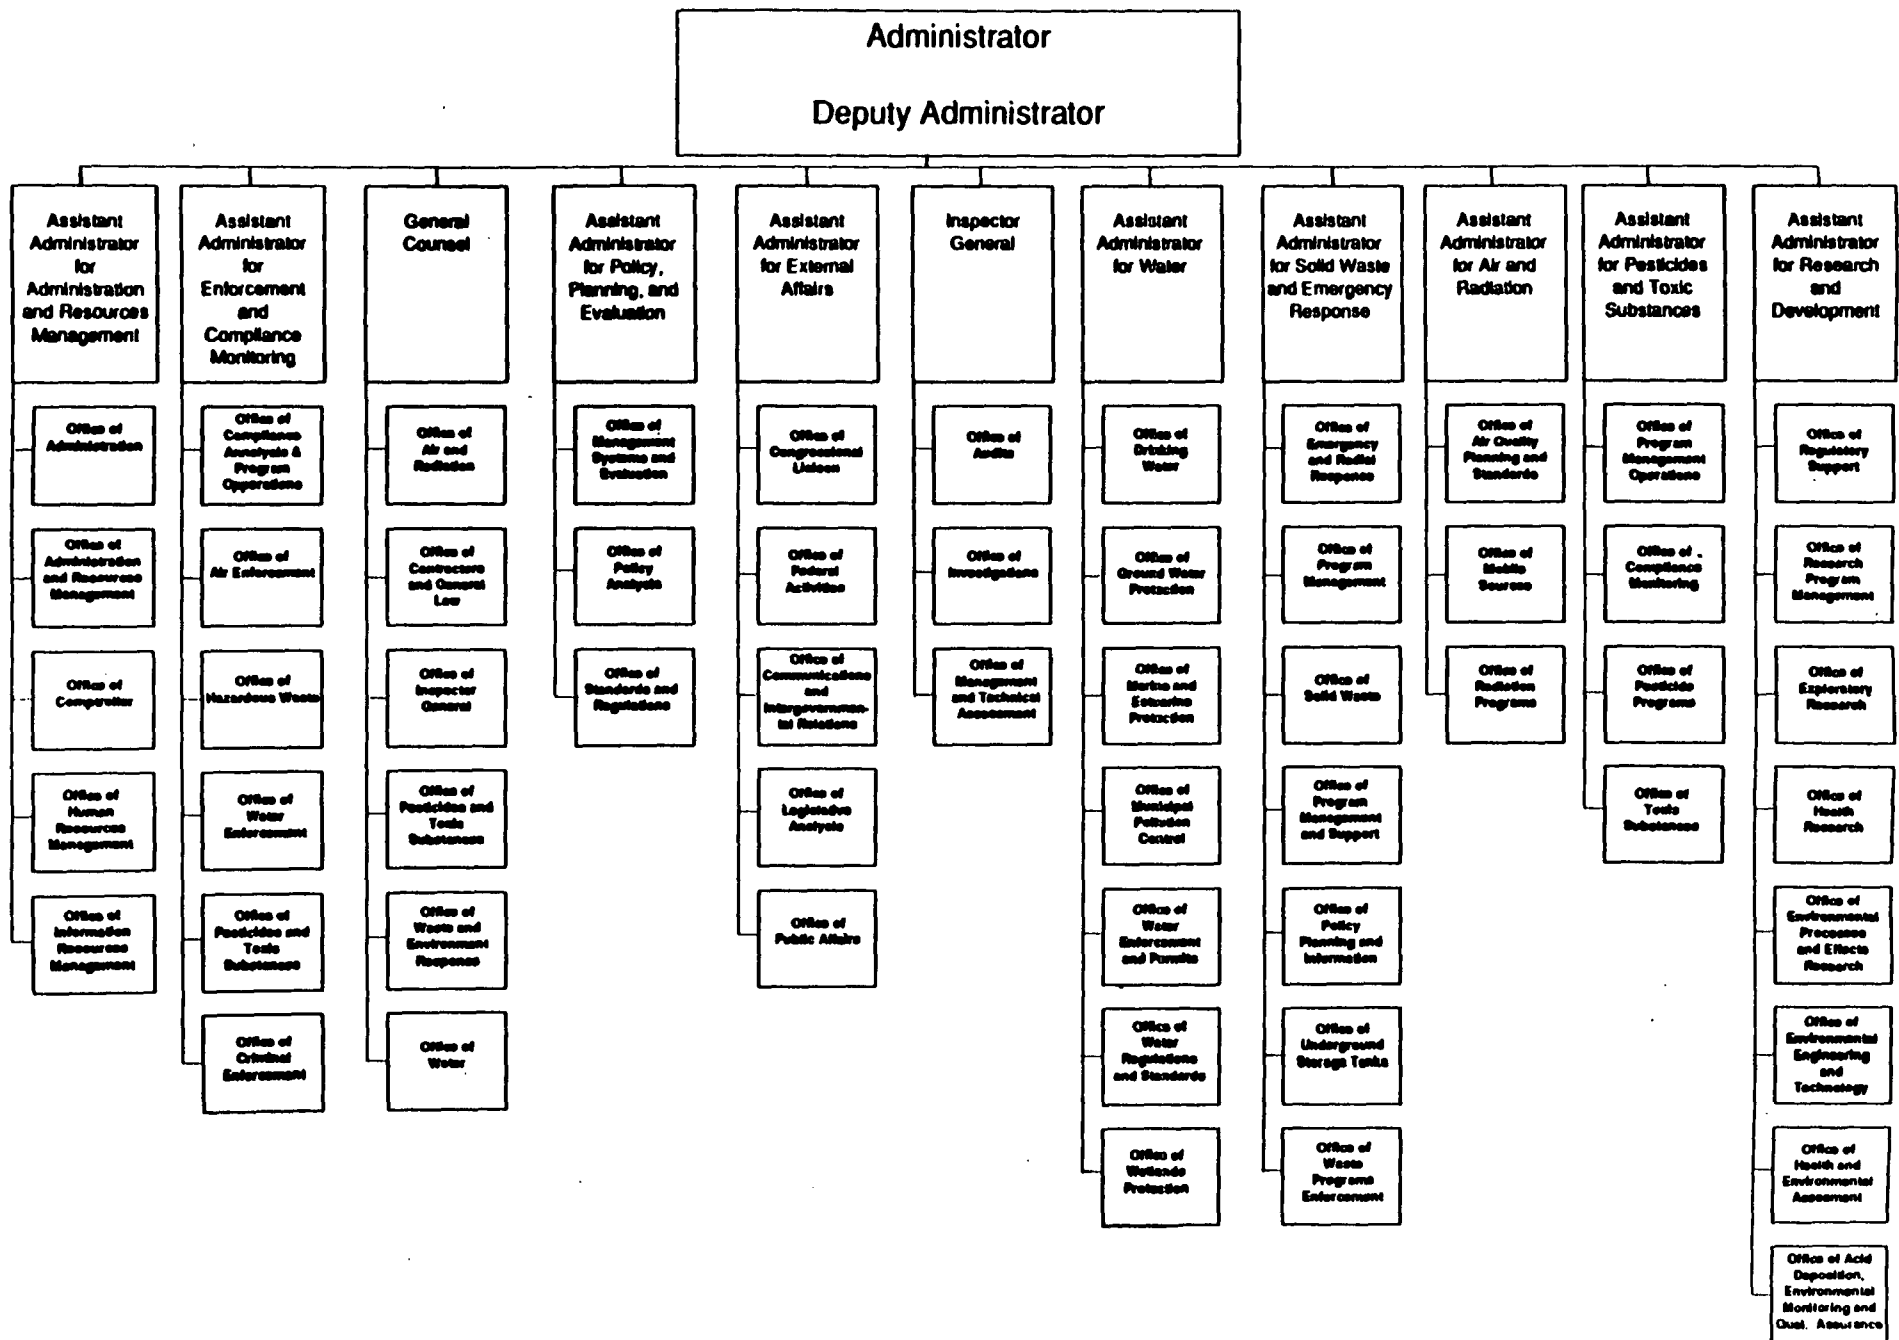 Administrator
Deputy Administrator
Assistant
Administrator
for
Administration
and Resources
Management
Office of
Administration
Office of
Administration
and Resources
Management
Office of
Comptroller
Office of
Human
Resources
Management
Office of
Information
Resources
Management
Assistant
Administrator
for
Enforcement
and
Compliance
Monitoring
Office of
Compliance
Annalysis &
Program
Opperations
Office of
Air Enforcement
Office of
Hazardous Waste
Office of
Water
Enforcement
Office of
Pesticides and
Toxic
Substances
Office of
Criminal
Enforcement
General
Counsel
Office of
Air and
Radiation
Office of
Contractors
and General
Law
Office of
Inspector
General
Office of
Pesticides and
Toxic
Substances
Office of
Waste and
Environment
Response
Office of
Water
Assistant
Administrator
for Policy,
Planning, and
Evaluation
Office of
Management
Systems and
Evaluation
Office of
Policy
Analysis
Office of
Standards and
Regulations
Assistant
Administrator
for External
Affairs
Office of
Congressional
Liaison
Office of
Federal
Activities
Office of
Communications
and
Intergovernmen-
tal Relations
Office of
Legislative
Analysis
Office of
Public Affairs
Inspector
General
Office of
Audits
Office of
Investigations
Office of
Management
and Technical
Assessment
Assistant
Administrator
for Water
Office of
Drinking
Water
Office of
Ground Water
Protection
Office of
Marine and
Estuarine
Protection
Office of
Municipal
Pollution
Control
Office of
Water
Enforcement
and Permits
Office of
Water
Regulations
and Standards
Office of
Wetlands
Protection
Assistant
Administrator
for Solid Waste
and Emergency
Response
Office of
Emergency
and Radial
Response
Office of
Program
Management
Office of
Solid Waste
Office of
Program
Management
and Support
Office of
Policy
Planning and
Information
Office of
Underground
Storage Tanks
Office of
Waste
Programs
Enforcement
Assistant
Administrator
for Air and
Radiation
Office of
Air Quality
Planning and
Standards
Office of
Mobile
Sources
Office of
Radiation
Programs
Assistant
Administrator
for Pesticides
and Toxic
Substances
Office of
Program
Management
Operations
Office of
Compliance
Monitoring
Office of
Pesticide
Programs
Office of
Toxic
Substances
Assistant
Administrator
for Research
and
Development
Office of
Regulatory
Support
Office of
Research
Program
Management
Office of
Exploratory
Research
Office of
Health
Research
Office of
Environmental
Processes
and Effects
Research
Office of
Environmental
Engineering
and
Technology
Office of
Health and
Environmental
Assesment
Office of Acid
Deposition,
Environmental
Monitoring and
Qual. Assurance